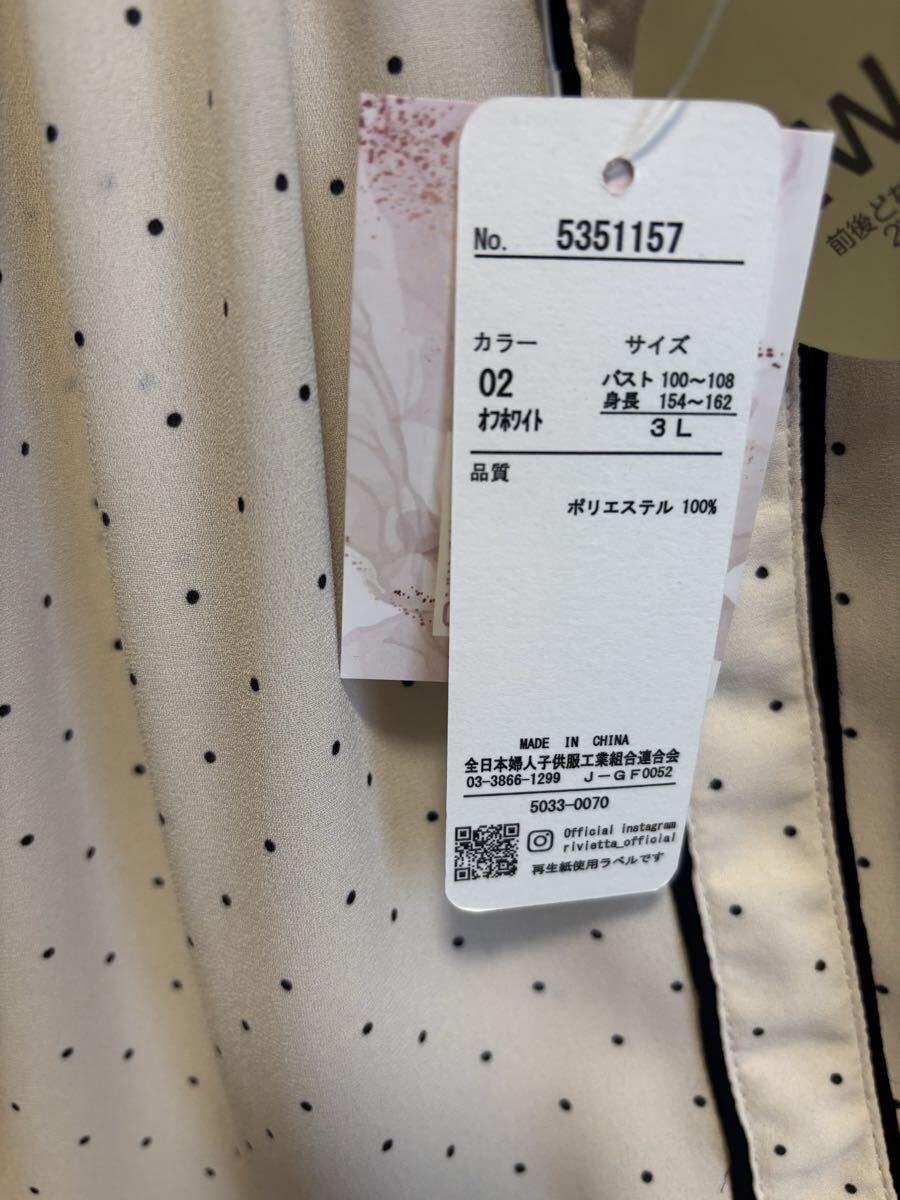 W
前後ど
No. 5351157
カラー サイズ
02 バスト 100〜108
身長 154〜162
オフホワイト 3L
品質
ポリエステル 100%
MADE IN CHINA
全日本婦人子供服工業組合連合会
03-3866-1299 J-GF0052
5033-0070
Official instagram
rivietta_official
再生紙使用ラベルです